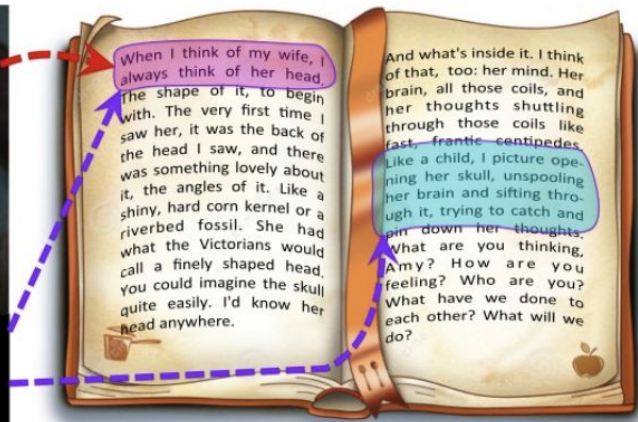 When I think of my wife, I
always think of her head.
The shape of it, to begin
with. The very first time I
saw her, it was the back of
the head I saw, and there
was something lovely about
it, the angles of it. Like a
shiny, hard corn kernel or a
riverbed fossil. She had
what the Victorians would
call a finely shaped head.
You could imagine the skull
quite easily. I'd know her
head anywhere.
And what's inside it. I think
of that, too: her mind. Her
brain, all those coils, and
her thoughts shuttling
through those coils like
fast, frantic centipedes.
Like a child, I picture ope-
ning her skull, unspooling
her brain and sifting thro-
ugh it, trying to catch and
pin down her thoughts.
What are you thinking,
Amy? How are you
feeling? Who are you?
What have we done to
each other? What will we
do?